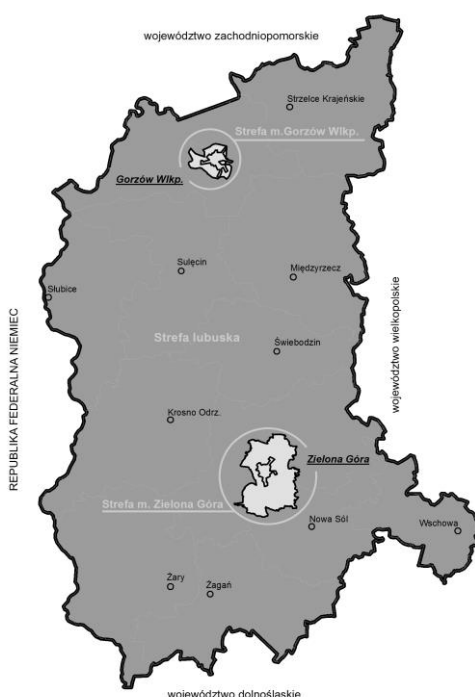 województwo zachodniopomorskie
Strzelce Krajeńskie
Strefa m.Gorzów Wlkp.
Gorzów Wlkp.
Sulęcin
Międzyrzecz
Słubice
REPUBLIKA FEDERALNA NIEMIEC
województwo wielkopolskie
Strefa lubuska
Świebodzin
Krosno Odrz.
Zielona Góra
Strefa m. Zielona Góra
Nowa Sól
Wschowa
Żary
Żagań
województwo dolnośląskie